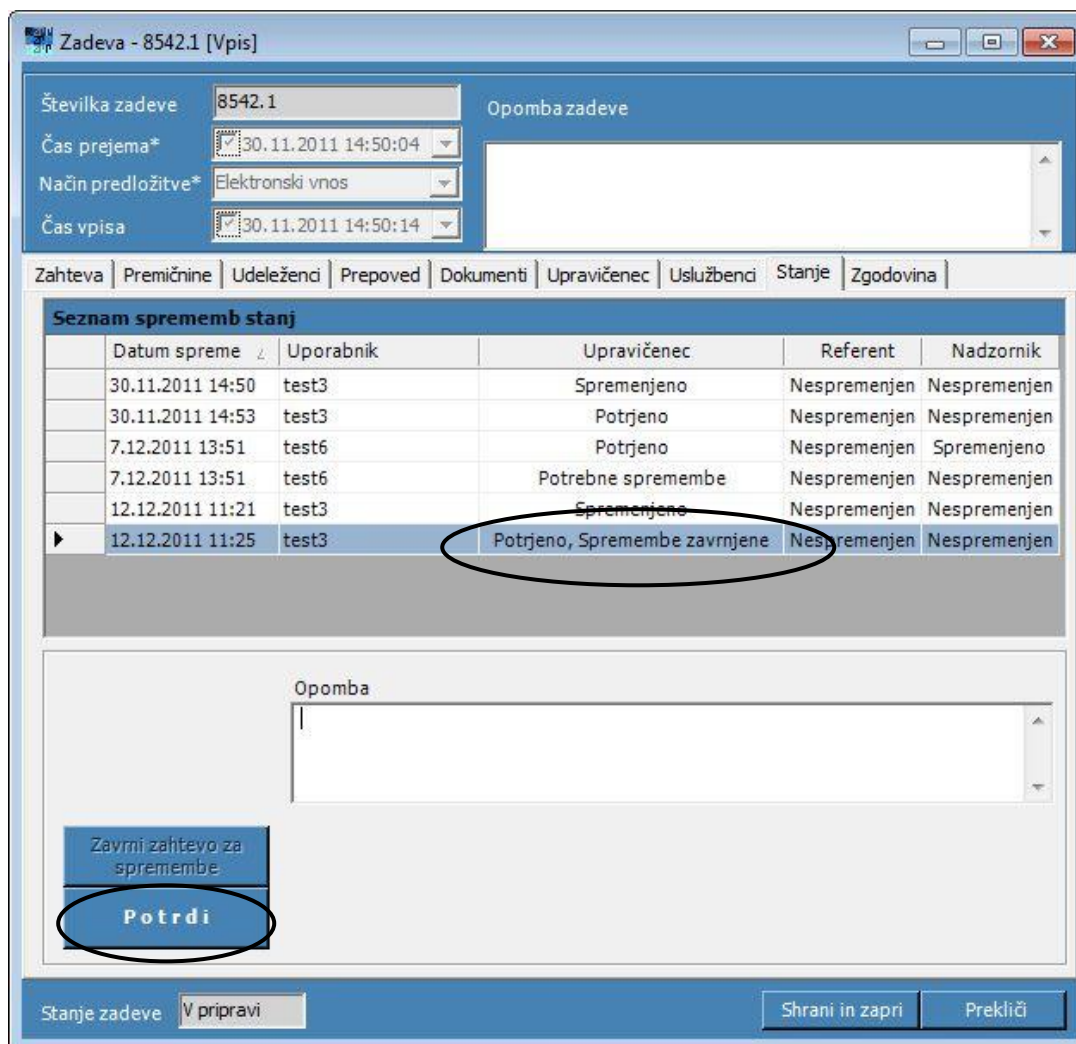 Zadeva - 8542.1 [Vpis]
Številka zadeve 8542.1 Opomba zadeve
Čas prejema* 30.11.2011 14:50:04
Način predložitve* Elektronski vnos
Čas vpisa 30.11.2011 14:50:14
Zahteva Premičnine Udeleženci Prepoved Dokumenti Upravičenec Uslužbenci Stanje Zgodovina
Seznam sprememb stanj
Datum spreme Uporabnik Upravičenec Referent Nadzornik
30.11.2011 14:50 test3 Spremenjeno Nespremenjen Nespremenjen
30.11.2011 14:53 test3 Potrjeno Nespremenjen Nespremenjen
7.12.2011 13:51 test6 Potrjeno Nespremenjen Spremenjeno
7.12.2011 13:51 test6 Potrebne spremembe Nespremenjen Nespremenjen
12.12.2011 11:21 test3 Spremenjeno Nespremenjen Nespremenjen
12.12.2011 11:25 test3 Potrjeno, Spremembe zavrnjene Nespremenjen Nespremenjen
Opomba
Zavrni zahtevo za
spremembe
Potrdi
Stanje zadeve V pripravi Shrani in zapri Prekliči